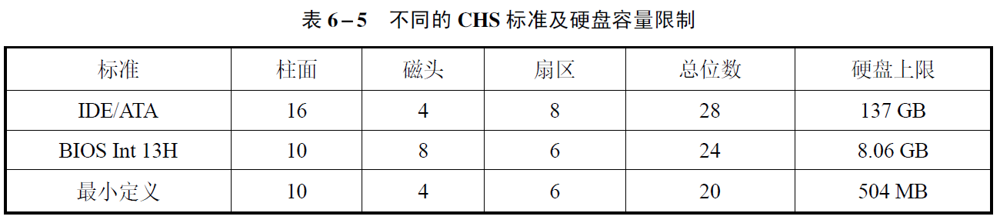 表 6-5 不同的 CHS 标准及硬盘容量限制
标准 柱面 磁头 扇区 总位数 硬盘上限
IDE/ATA 16 4 8 28 137 GB
BIOS Int 13H 10 8 6 24 8.06 GB
最小定义 10 4 6 20 504 MB